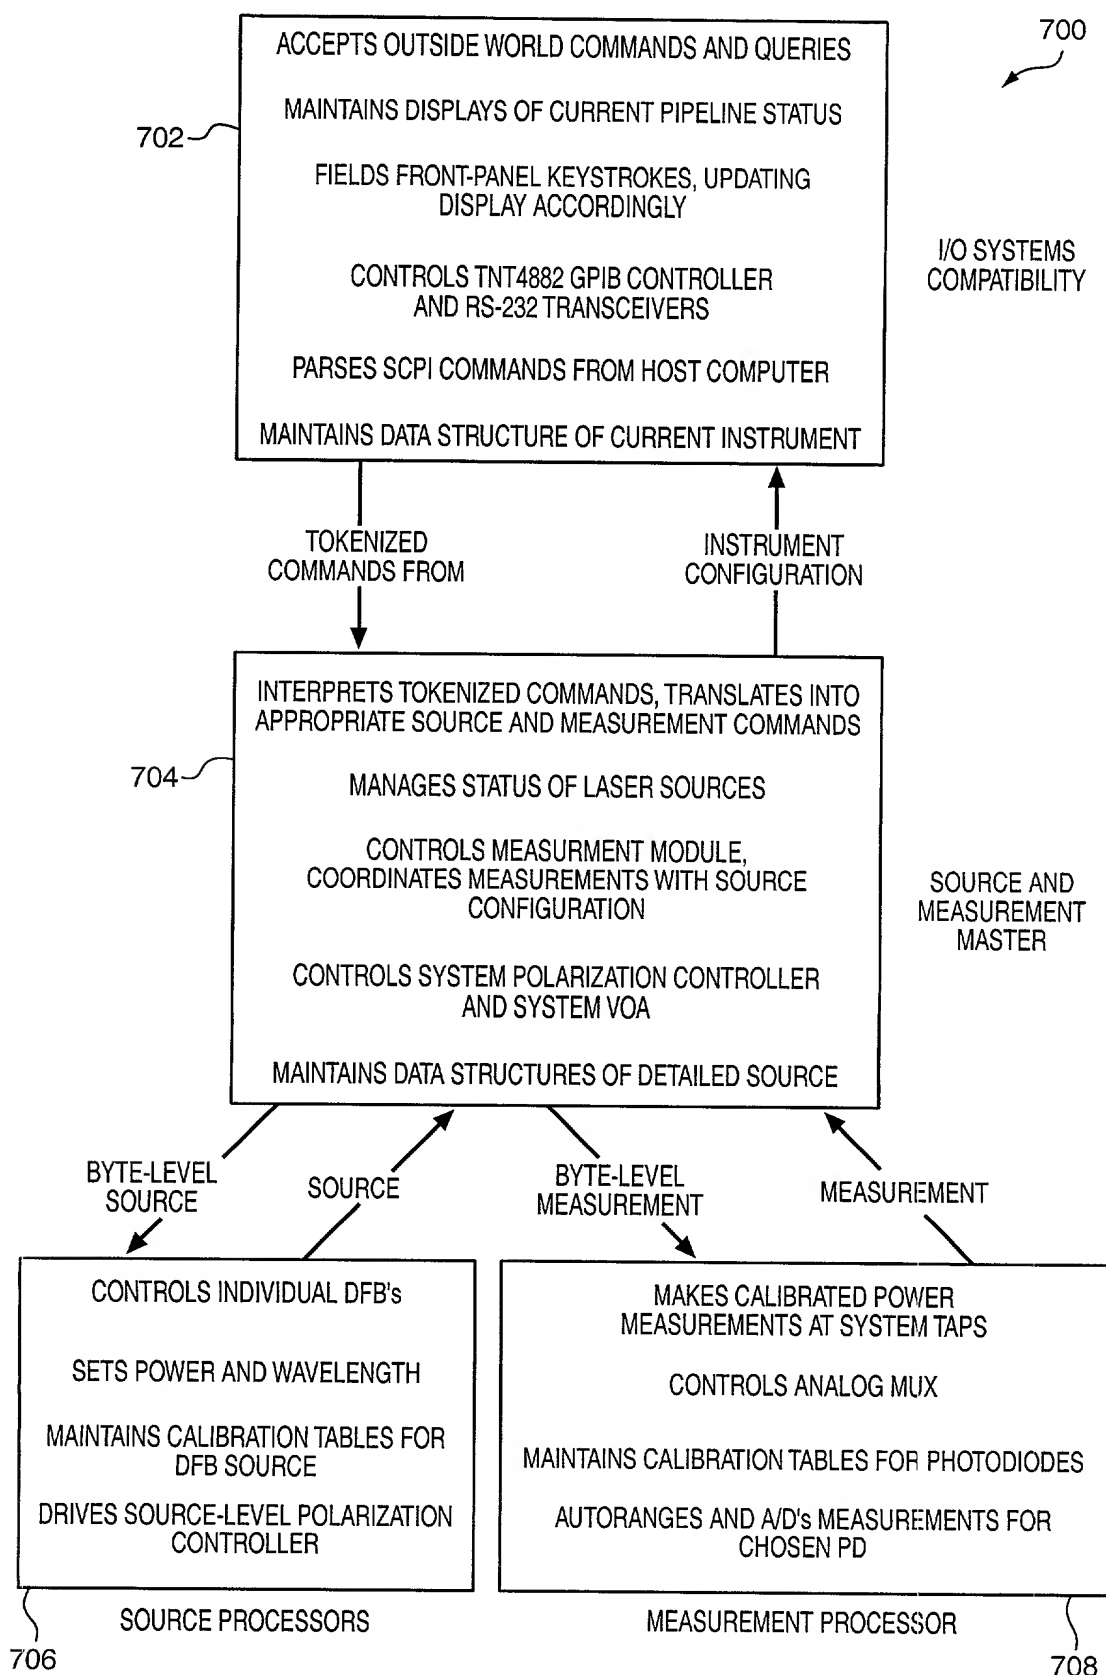 700
702
ACCEPTS OUTSIDE WORLD COMMANDS AND QUERIES
MAINTAINS DISPLAYS OF CURRENT PIPELINE STATUS
FIELDS FRONT-PANEL KEYSTROKES, UPDATING
DISPLAY ACCORDINGLY
CONTROLS TNT4882 GPIB CONTROLLER
AND RS-232 TRANSCEIVERS
PARSES SCPI COMMANDS FROM HOST COMPUTER
MAINTAINS DATA STRUCTURE OF CURRENT INSTRUMENT
I/O SYSTEMS
COMPATIBILITY
TOKENIZED
COMMANDS FROM
INSTRUMENT
CONFIGURATION
704
INTERPRETS TOKENIZED COMMANDS, TRANSLATES INTO
APPROPRIATE SOURCE AND MEASUREMENT COMMANDS
MANAGES STATUS OF LASER SOURCES
CONTROLS MEASURMENT MODULE,
COORDINATES MEASUREMENTS WITH SOURCE
CONFIGURATION
CONTROLS SYSTEM POLARIZATION CONTROLLER
AND SYSTEM VOA
MAINTAINS DATA STRUCTURES OF DETAILED SOURCE
SOURCE AND
MEASUREMENT
MASTER
BYTE-LEVEL
SOURCE
SOURCE
BYTE-LEVEL
MEASUREMENT
MEASUREMENT
CONTROLS INDIVIDUAL DFB's
SETS POWER AND WAVELENGTH
MAINTAINS CALIBRATION TABLES FOR
DFB SOURCE
DRIVES SOURCE-LEVEL POLARIZATION
CONTROLLER
SOURCE PROCESSORS
706
MAKES CALIBRATED POWER
MEASUREMENTS AT SYSTEM TAPS
CONTROLS ANALOG MUX
MAINTAINS CALIBRATION TABLES FOR PHOTODIODES
AUTORANGES AND A/D's MEASUREMENTS FOR
CHOSEN PD
MEASUREMENT PROCESSOR
708